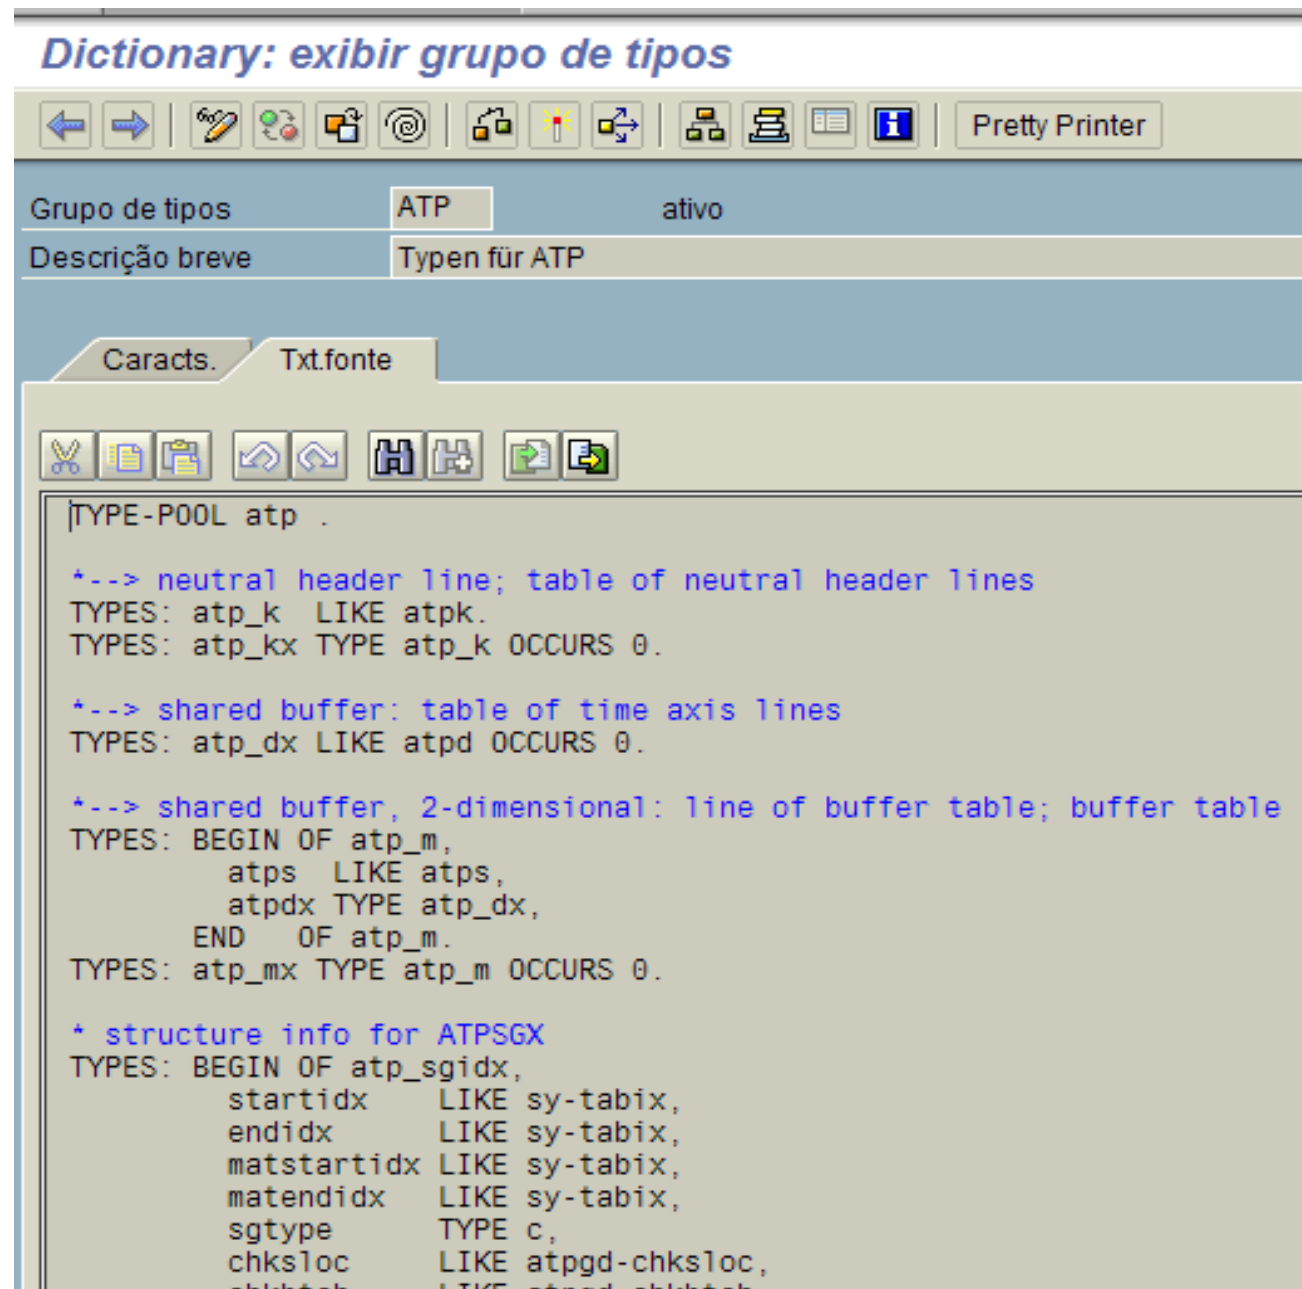 Dictionary: exibir grupo de tipos
Pretty Printer
Grupo de tipos ATP ativo
Descrição breve Typen für ATP
Caracts. Txt.fonte
TYPE-POOL atp .
*--> neutral header line; table of neutral header lines
TYPES: atp_k  LIKE atpk.
TYPES: atp_kx TYPE atp_k OCCURS 0.
*--> shared buffer: table of time axis lines
TYPES: atp_dx LIKE atpd OCCURS 0.
*--> shared buffer, 2-dimensional: line of buffer table; buffer table
TYPES: BEGIN OF atp_m,
atps  LIKE atps,
atpdx TYPE atp_dx,
END   OF atp_m.
TYPES: atp_mx TYPE atp_m OCCURS 0.
* structure info for ATPSGX
TYPES: BEGIN OF atp_sgidx,
startidx    LIKE sy-tabix,
endidx      LIKE sy-tabix,
matstartidx LIKE sy-tabix,
matendidx   LIKE sy-tabix,
sgtype      TYPE c,
chksloc     LIKE atpgd-chksloc,